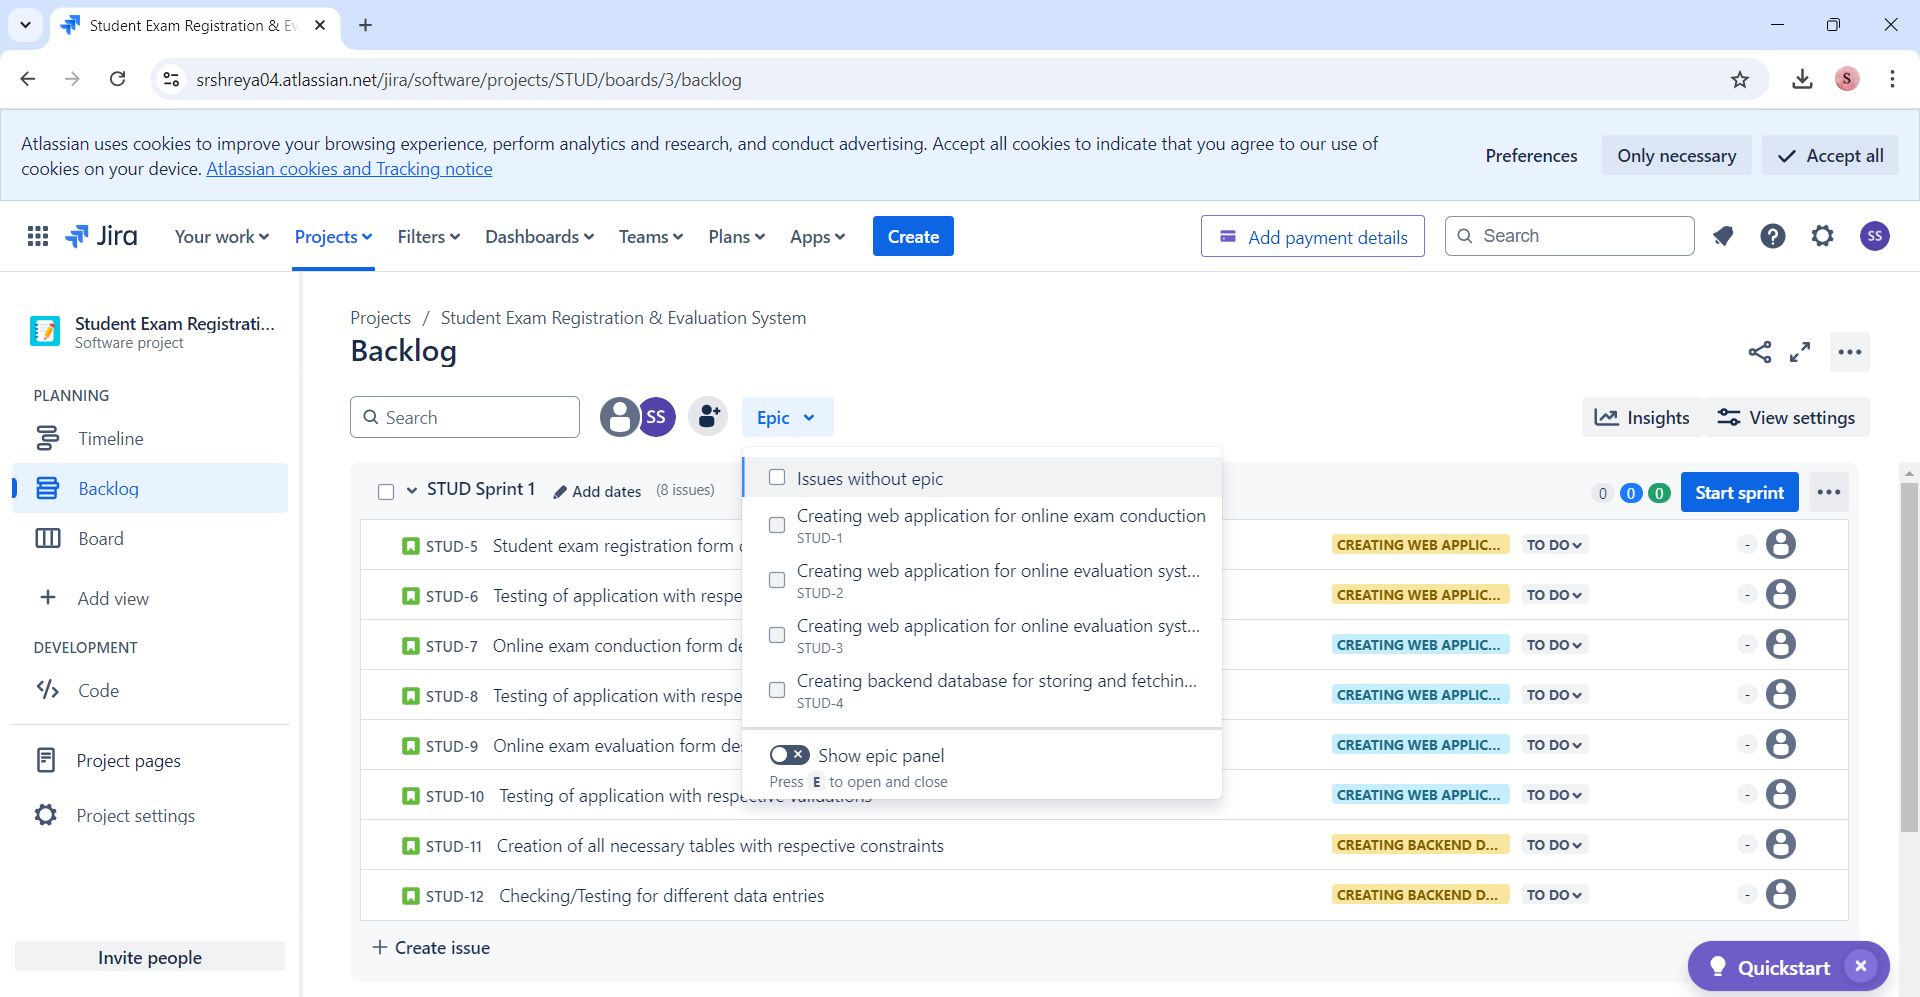 Student Exam Registration & Ev
srshreya04.atlassian.net/jira/software/projects/STUD/boards/3/backlog
S
Atlassian uses cookies to improve your browsing experience, perform analytics and research, and conduct advertising. Accept all cookies to indicate that you agree to our use of
cookies on your device. Atlassian cookies and Tracking notice
Preferences
Only necessary
Accept all
Jira
Your work
Projects
Filters
Dashboards
Teams
Plans
Apps
Create
Add payment details
Search
SS
Student Exam Registrati...
Software project
PLANNING
Timeline
Backlog
Board
Add view
DEVELOPMENT
Code
Project pages
Project settings
Invite people
Projects / Student Exam Registration & Evaluation System
Backlog
Search
SS
Epic
Insights
View settings
Issues without epic
Creating web application for online exam conduction
STUD-1
Creating web application for online evaluation syst...
STUD-2
Creating web application for online evaluation syst...
STUD-3
Creating backend database for storing and fetchin...
STUD-4
Show epic panel
Press E to open and close
STUD Sprint 1 Add dates (8 issues)
0 0 0 Start sprint
STUD-5 Student exam registration form CREATING WEB APPLIC... TO DO -
STUD-6 Testing of application with respe CREATING WEB APPLIC... TO DO -
STUD-7 Online exam conduction form de CREATING WEB APPLIC... TO DO -
STUD-8 Testing of application with respe CREATING WEB APPLIC... TO DO -
STUD-9 Online exam evaluation form de CREATING WEB APPLIC... TO DO -
STUD-10 Testing of application with respective validations CREATING WEB APPLIC... TO DO -
STUD-11 Creation of all necessary tables with respective constraints CREATING BACKEND D... TO DO -
STUD-12 Checking/Testing for different data entries CREATING BACKEND D... TO DO -
+ Create issue
Quickstart